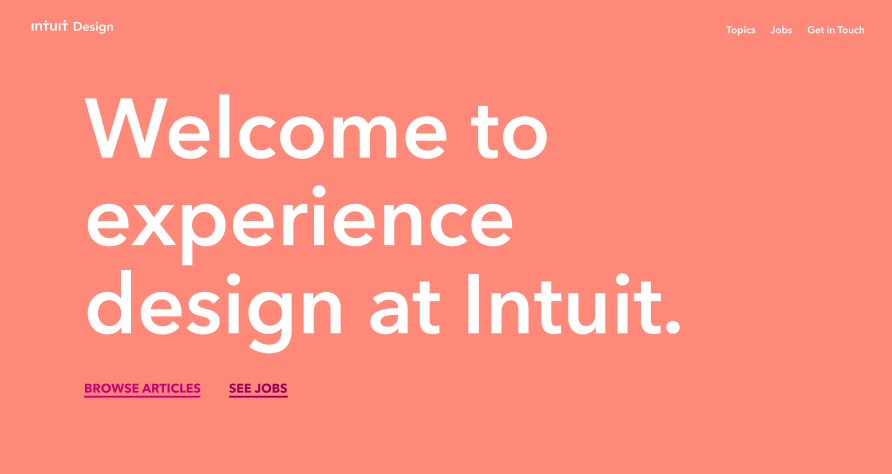 intuit Design
Topics Jobs Get in Touch
Welcome to
experience
design at Intuit.
BROWSE ARTICLES SEE JOBS